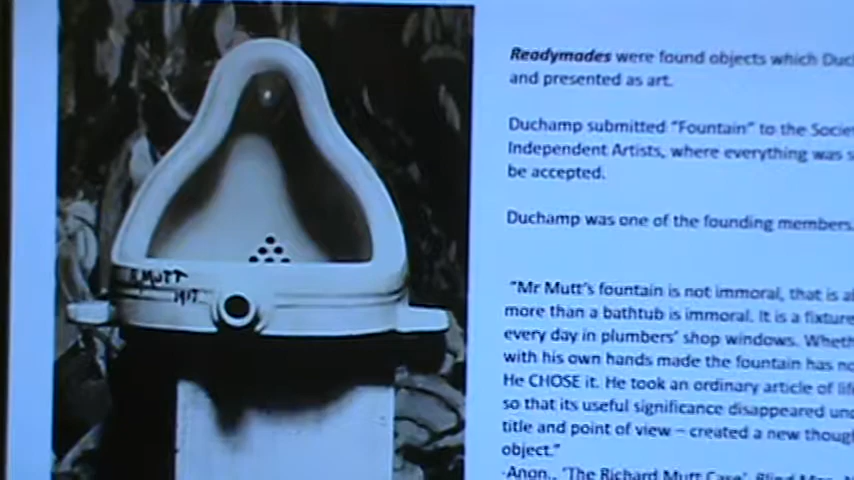 R.MUTT
1917
Readymades were found objects which Duc
and presented as art.
Duchamp submitted "Fountain" to the Socie
Independent Artists, where everything was s
be accepted.
Duchamp was one of the founding members.
"Mr Mutt's fountain is not immoral, that is a
more than a bathtub is immoral. It is a fixture
every day in plumbers' shop windows. Wheth
with his own hands made the fountain has no
He CHOSE it. He took an ordinary article of lif
so that its useful significance disappeared und
title and point of view – created a new though
object."
-Anon., 'The Richard Mutt Case', Blind Man, N